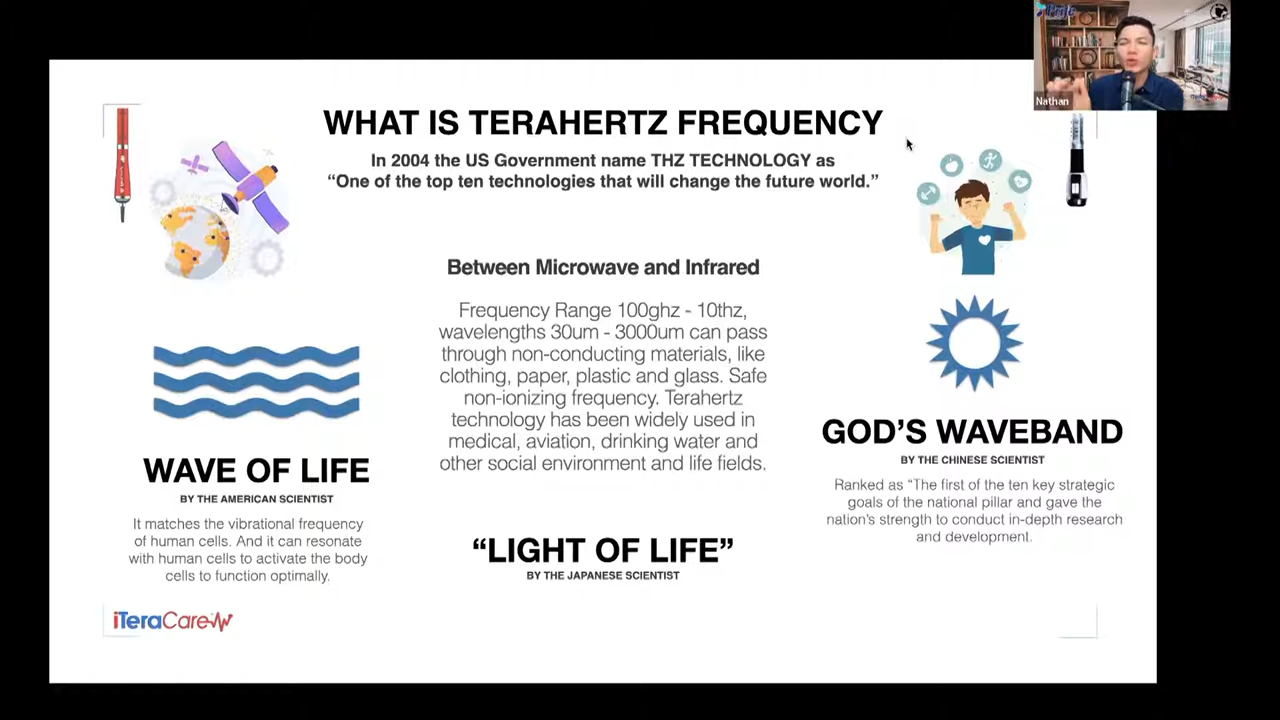 Prife
Nathan
iTeraCare
WHAT IS TERAHERTZ FREQUENCY
In 2004 the US Government name THZ TECHNOLOGY as
“One of the top ten technologies that will change the future world.”
Between Microwave and Infrared
Frequency Range 100ghz - 10thz,
wavelengths 30um - 3000um can pass
through non-conducting materials, like
clothing, paper, plastic and glass. Safe
non-ionizing frequency. Terahertz
technology has been widely used in
medical, aviation, drinking water and
other social environment and life fields.
“LIGHT OF LIFE”
BY THE JAPANESE SCIENTIST
WAVE OF LIFE
BY THE AMERICAN SCIENTIST
It matches the vibrational frequency
of human cells. And it can resonate
with human cells to activate the body
cells to function optimally.
GOD’S WAVEBAND
BY THE CHINESE SCIENTIST
Ranked as “The first of the ten key strategic
goals of the national pillar and gave the
nation’s strength to conduct in-depth research
and development.
iTeraCare